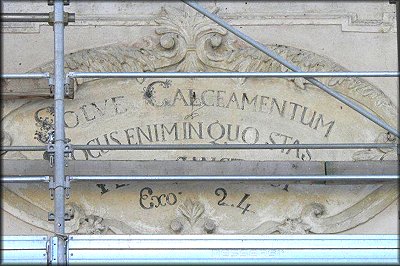 SOLVE CALCEAMENTUM
LOCUS ENIM IN QUO STAS
Exo. 2.4